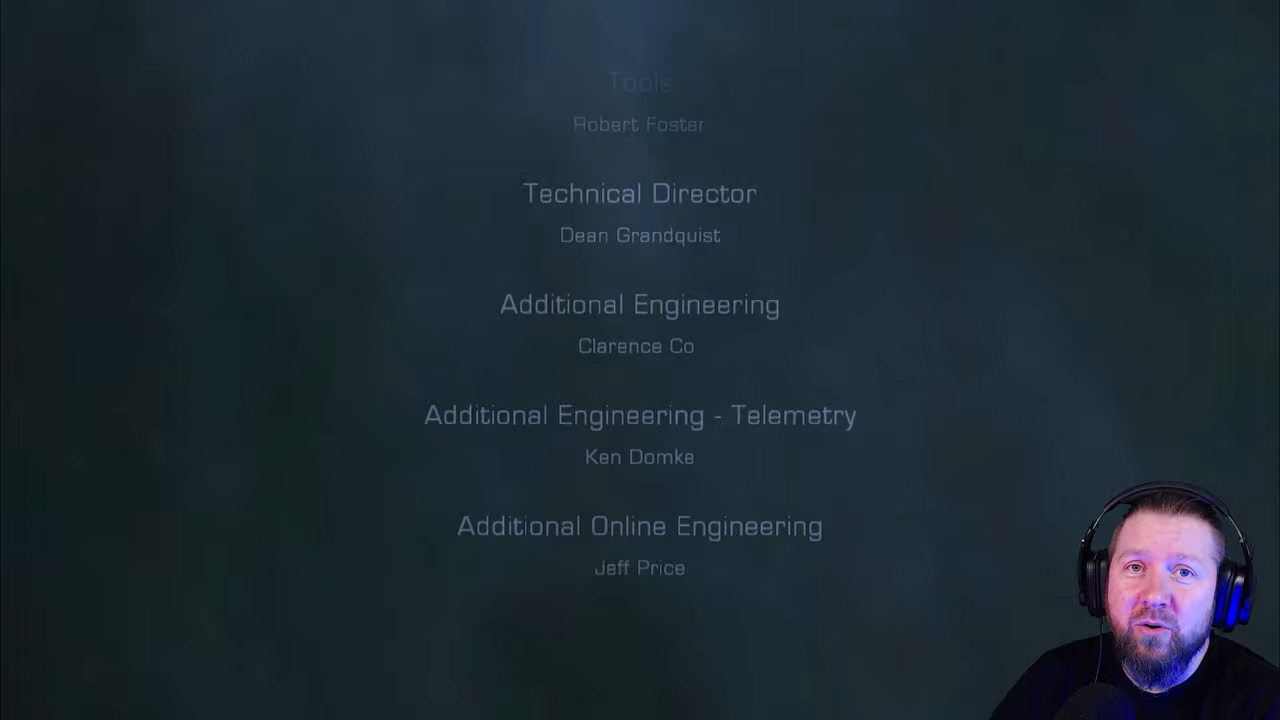 Tools
Robert Foster
Technical Director
Dean Grandquist
Additional Engineering
Clarence Co
Additional Engineering - Telemetry
Ken Domke
Additional Online Engineering
Jeff Price